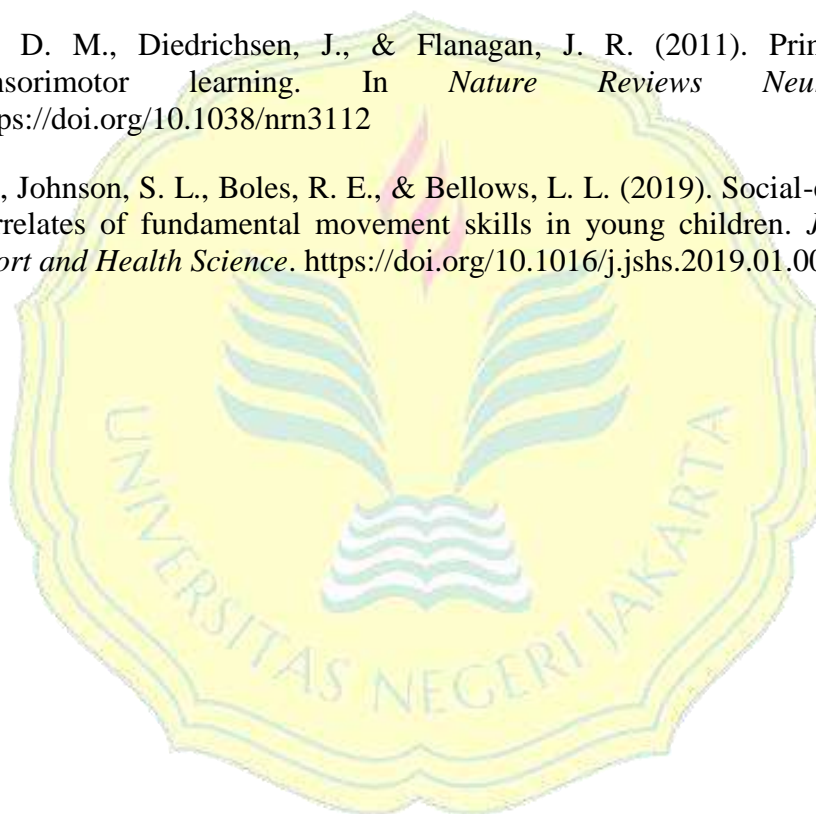 D. M., Diedrichsen, J., & Flanagan, J. R. (2011). Prin
nsorimotor learning. In Nature Reviews Neu
ps://doi.org/10.1038/nrn3112
, Johnson, S. L., Boles, R. E., & Bellows, L. L. (2019). Social-
rrelates of fundamental movement skills in young children. J
ort and Health Science. https://doi.org/10.1016/j.jshs.2019.01.00
UNIVERSITAS NEGERI JAKARTA